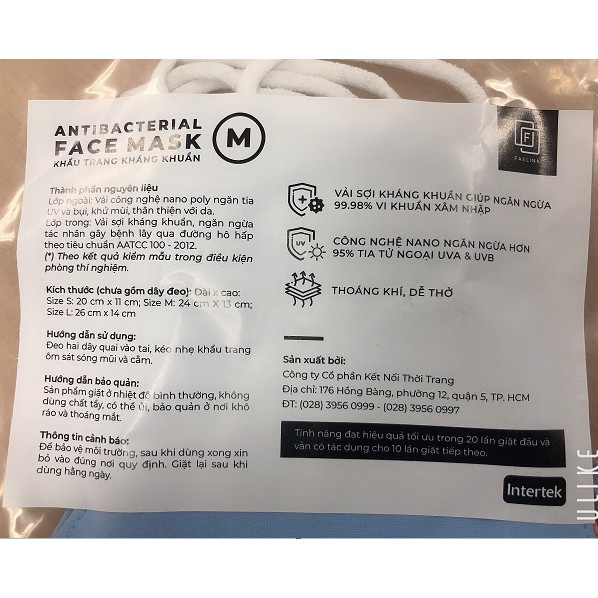 ANTIBACTERIAL
FACE MASK
KHẨU TRANG KHÁNG KHUẨN
M
F
FASLINK
Thành phần nguyên liệu
Lớp ngoài: Vải công nghệ nano poly ngăn tia
UV và bụi, khử mùi, thân thiện với da.
Lớp trong: Vải sợi kháng khuẩn, ngăn ngừa
tác nhân gây bệnh lây qua đường hô hấp
theo tiêu chuẩn AATCC 100 - 2012.
(*) Theo kết quả kiểm mẫu trong điều kiện
phòng thí nghiệm.
Kích thước (chưa gồm dây đeo): Dài x cao:
Size S: 20 cm x 11 cm; Size M: 24 cm X 13 cm;
Size L: 26 cm x 14 cm
Hướng dẫn sử dụng:
Đeo hai dây quai vào tai, kéo nhẹ khẩu trang
ôm sát sóng mũi và cằm.
Hướng dẫn bảo quản:
Sản phẩm giặt ở nhiệt độ bình thường, không
dùng chất tẩy, có thể ủi, bảo quản ở nơi khô
ráo và thoáng mát.
Thông tin cảnh báo:
Để bảo vệ môi trường, sau khi dùng xong xin
bỏ vào đúng nơi quy định. Giặt lại sau khi
dùng hằng ngày.
VẢI SỢI KHÁNG KHUẨN GIÚP NGĂN NGỪA
99.98% VI KHUẨN XÂM NHẬP
UV
CÔNG NGHỆ NANO NGĂN NGỪA HƠN
95% TIA TỬ NGOẠI UVA & UVB
THOÁNG KHÍ, DỄ THỞ
Sản xuất bởi:
Công ty Cổ phần Kết Nối Thời Trang
Địa chỉ: 176 Hồng Bàng, phường 12, quận 5, TP. HCM
ĐT: (028) 3956 0999 - (028) 3956 0997
Tính năng đạt hiệu quả tối ưu trong 20 lần giặt đầu và
vẫn có tác dụng cho 10 lần giặt tiếp theo.
Intertek
ULIKE